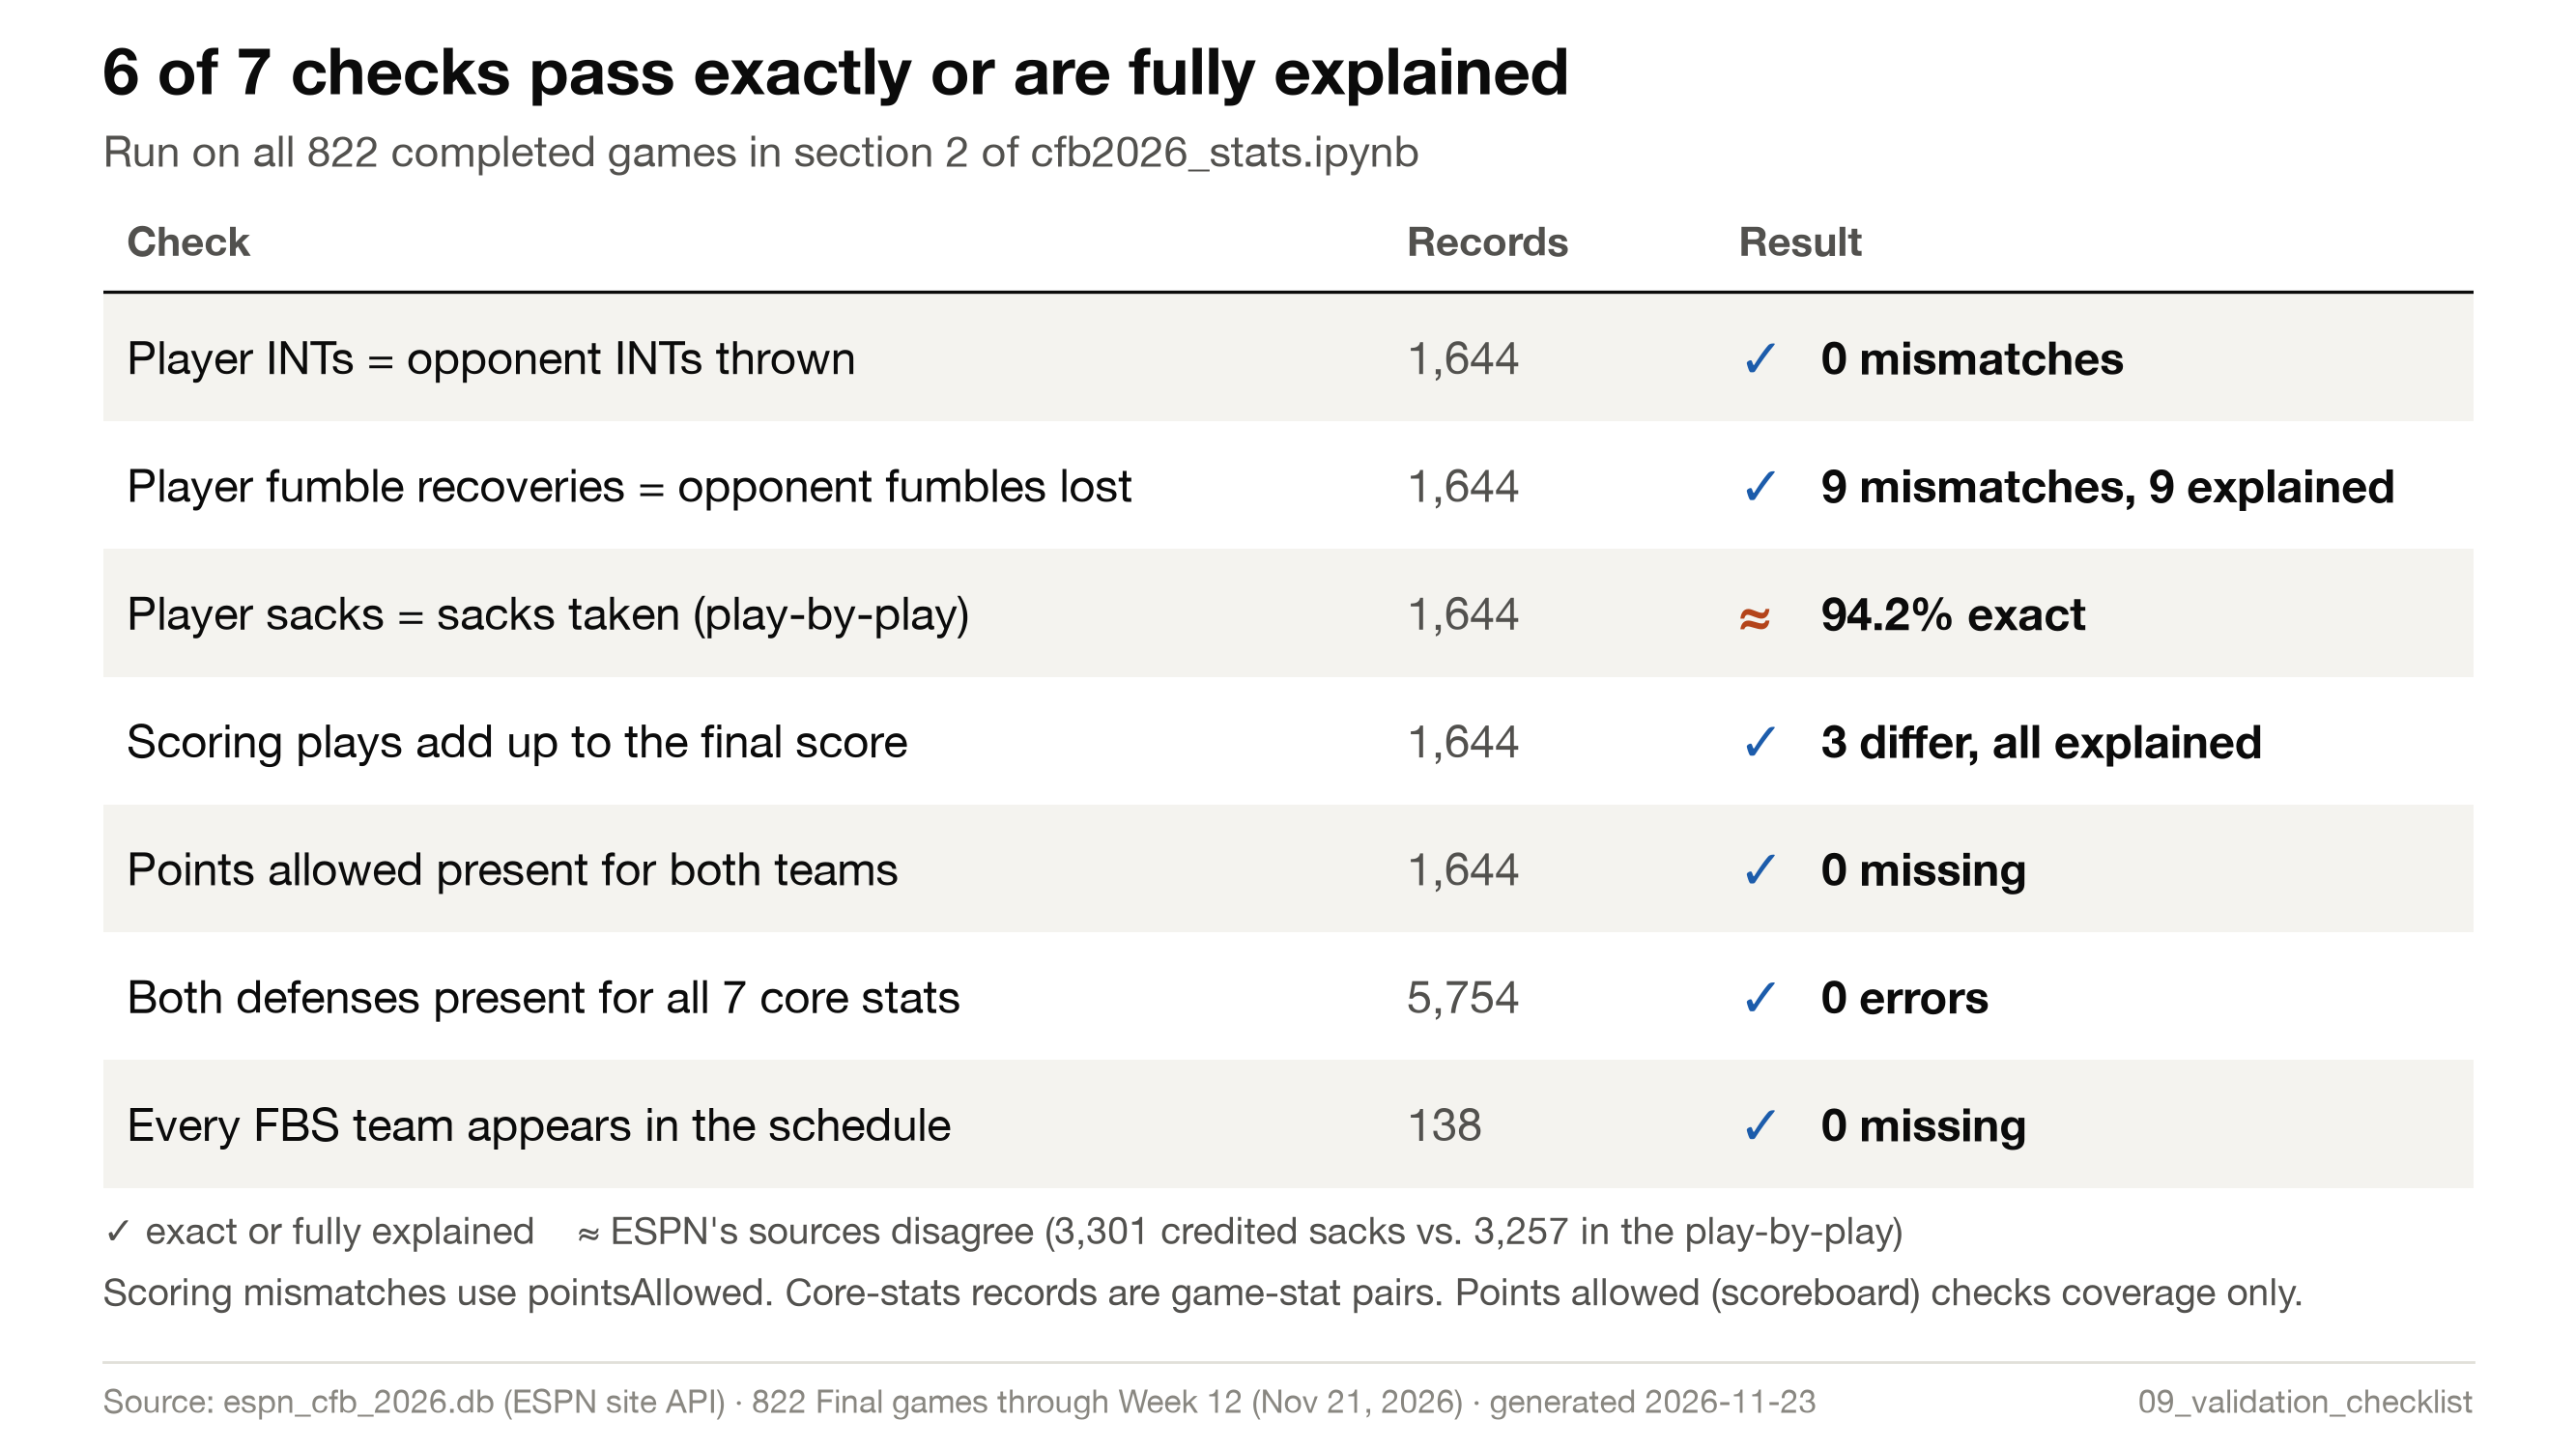 6 of 7 checks pass exactly or are fully explained
Run on all 822 completed games in section 2 of cfb2026_stats.ipynb
Check Records Result
Player INTs = opponent INTs thrown 1,644 ✓ 0 mismatches
Player fumble recoveries = opponent fumbles lost 1,644 ✓ 9 mismatches, 9 explained
Player sacks = sacks taken (play-by-play) 1,644 ≈ 94.2% exact
Scoring plays add up to the final score 1,644 ✓ 3 differ, all explained
Points allowed present for both teams 1,644 ✓ 0 missing
Both defenses present for all 7 core stats 5,754 ✓ 0 errors
Every FBS team appears in the schedule 138 ✓ 0 missing
✓ exact or fully explained ≈ ESPN's sources disagree (3,301 credited sacks vs. 3,257 in the play-by-play)
Scoring mismatches use pointsAllowed. Core-stats records are game-stat pairs. Points allowed (scoreboard) checks coverage only.
Source: espn_cfb_2026.db (ESPN site API) · 822 Final games through Week 12 (Nov 21, 2026) · generated 2026-11-23 09_validation_checklist